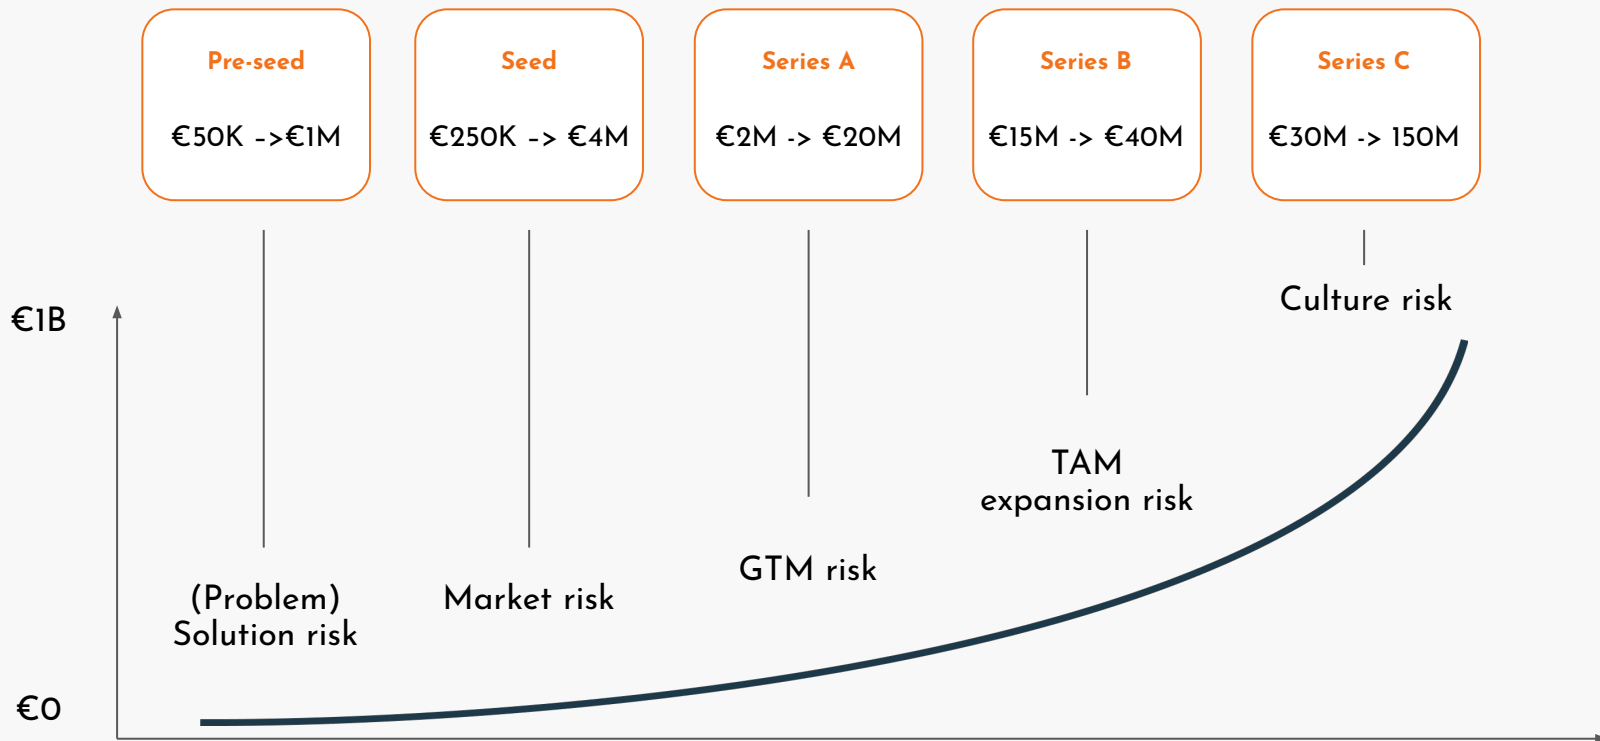 Pre-seed
€50K –>€1M
Seed
€250K –> €4M
Series A
€2M -> €20M
Series B
€15M -> €40M
Series C
€30M -> 150M
€1B
Culture risk
TAM
expansion risk
GTM risk
(Problem)
Solution risk
Market risk
€0